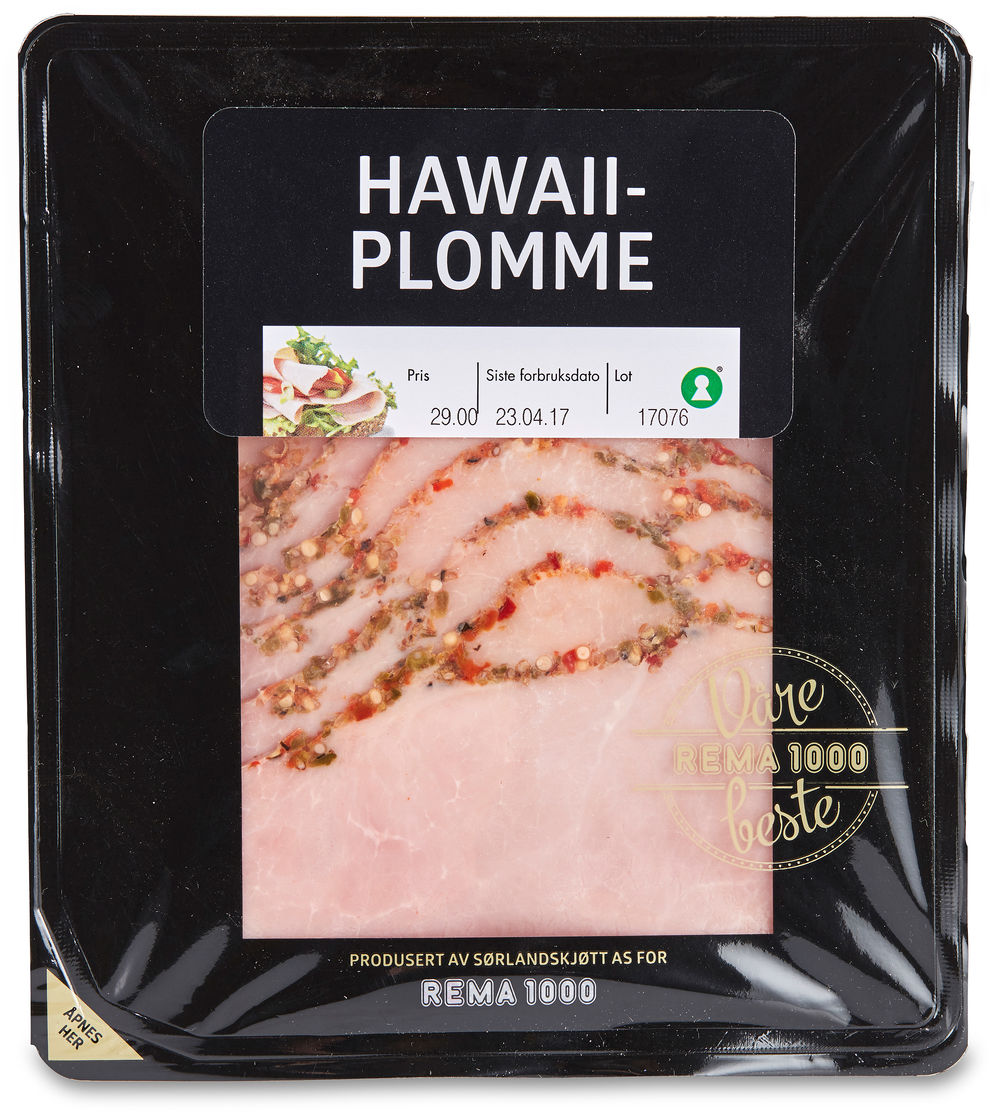 HAWAII-
PLOMME
Pris
Siste forbruksdato
Lot
29.00
23.04.17
17076
®
Våre
REMA 1000
beste
PRODUSERT AV SØRLANDSKJØTT AS FOR
REMA 1000
ÅPNES
HER